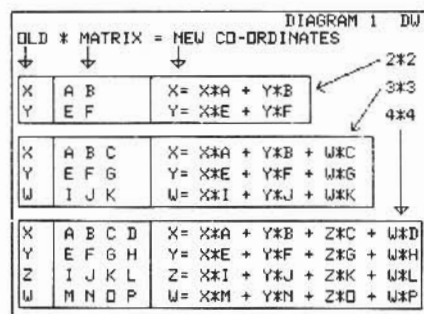 DIAGRAM 1 DW
OLD * MATRIX = NEW CO-ORDINATES
2*2
X A B X= X*A + Y*B
Y E F Y= X*E + Y*F
3*3
4*4
X A B C X= X*A + Y*B + W*C
Y E F G Y= X*E + Y*F + W*G
W I J K W= X*I + Y*J + W*K
X A B C D X= X*A + Y*B + Z*C + W*D
Y E F G H Y= X*E + Y*F + Z*G + W*H
Z I J K L Z= X*I + Y*J + Z*K + W*L
W M N O P W= X*M + Y*N + Z*O + W*P